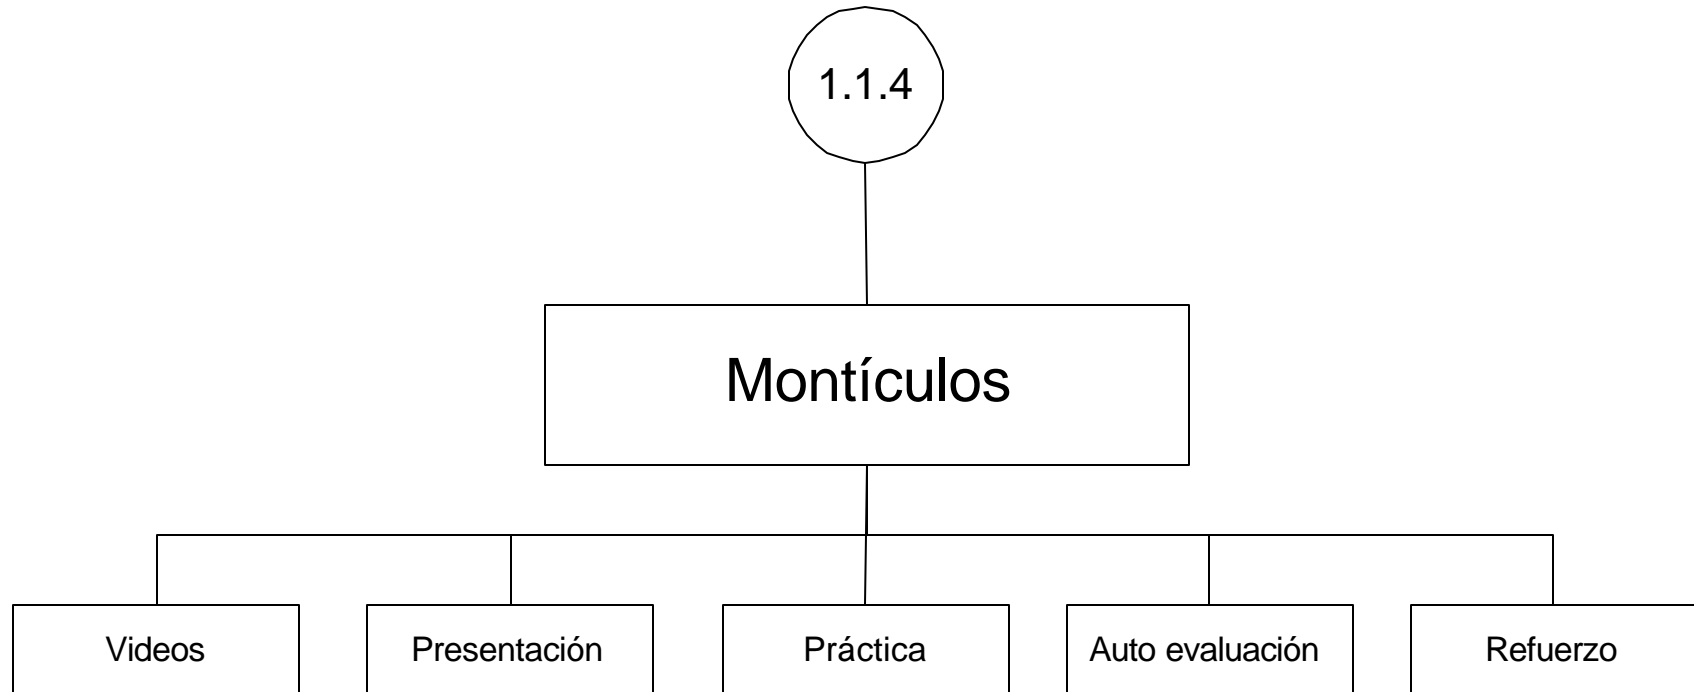 1.1.4
Montículos
Videos
Presentación
Práctica
Auto evaluación
Refuerzo